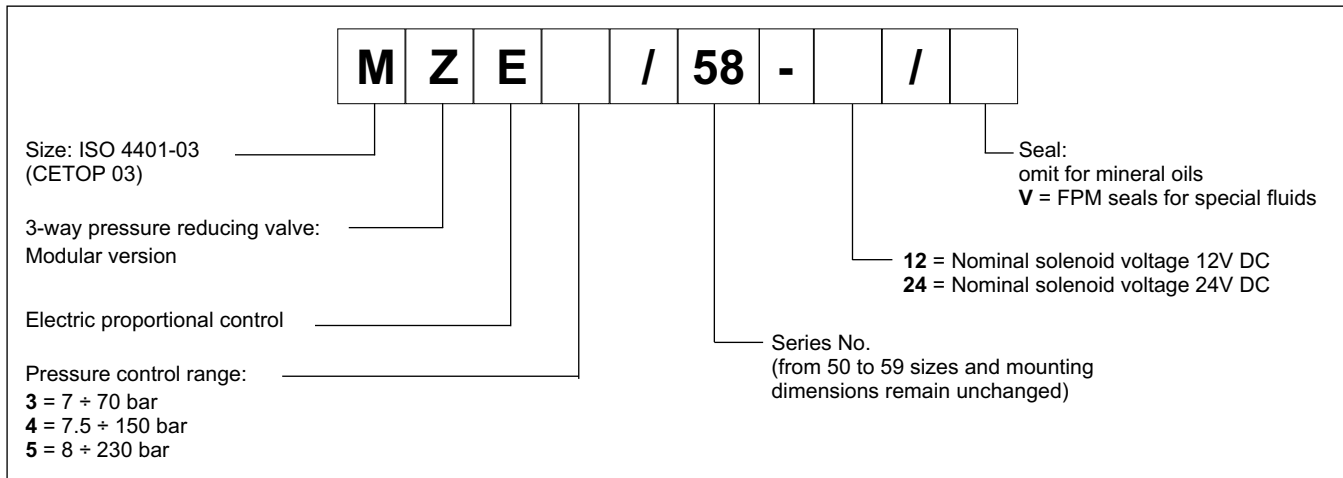 M Z E / 58 - /
Size: ISO 4401-03
(CETOP 03)
3-way pressure reducing valve:
Modular version
Electric proportional control
Pressure control range:
3 = 7 ÷ 70 bar
4 = 7.5 ÷ 150 bar
5 = 8 ÷ 230 bar
Series No.
(from 50 to 59 sizes and mounting
dimensions remain unchanged)
12 = Nominal solenoid voltage 12V DC
24 = Nominal solenoid voltage 24V DC
Seal:
omit for mineral oils
V = FPM seals for special fluids